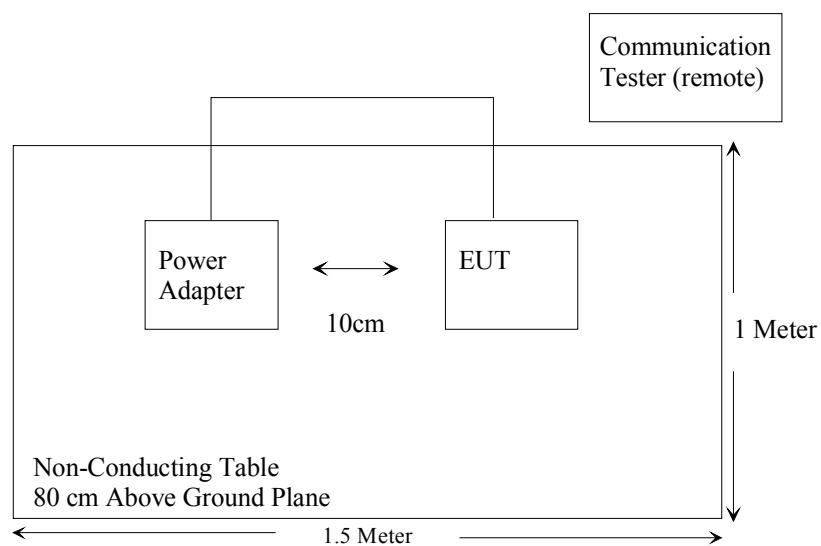 Communication
Tester (remote)
Power
Adapter
EUT
10cm
1 Meter
Non-Conducting Table
80 cm Above Ground Plane
1.5 Meter